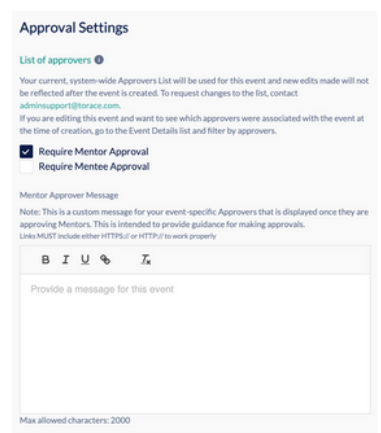 Approval Settings
List of approvers
Your current, system-wide Approvers List will be used for this event and new edits made will not
be reflected after the event is created. To request changes to the list, contact
adminsupport@torace.com.
If you are editing this event and want to see which approvers were associated with the event at
the time of creation, go to the Event Details list and filter by approvers.
Require Mentor Approval
Require Mentee Approval
Mentor Approver Message
Note: This is a custom message for your event-specific Approvers that is displayed once they are
approving Mentors. This is intended to provide guidance for making approvals.
Links MUST include either HTTPS:// or HTTP:// to work properly
B I U
Provide a message for this event
Max allowed characters: 2000